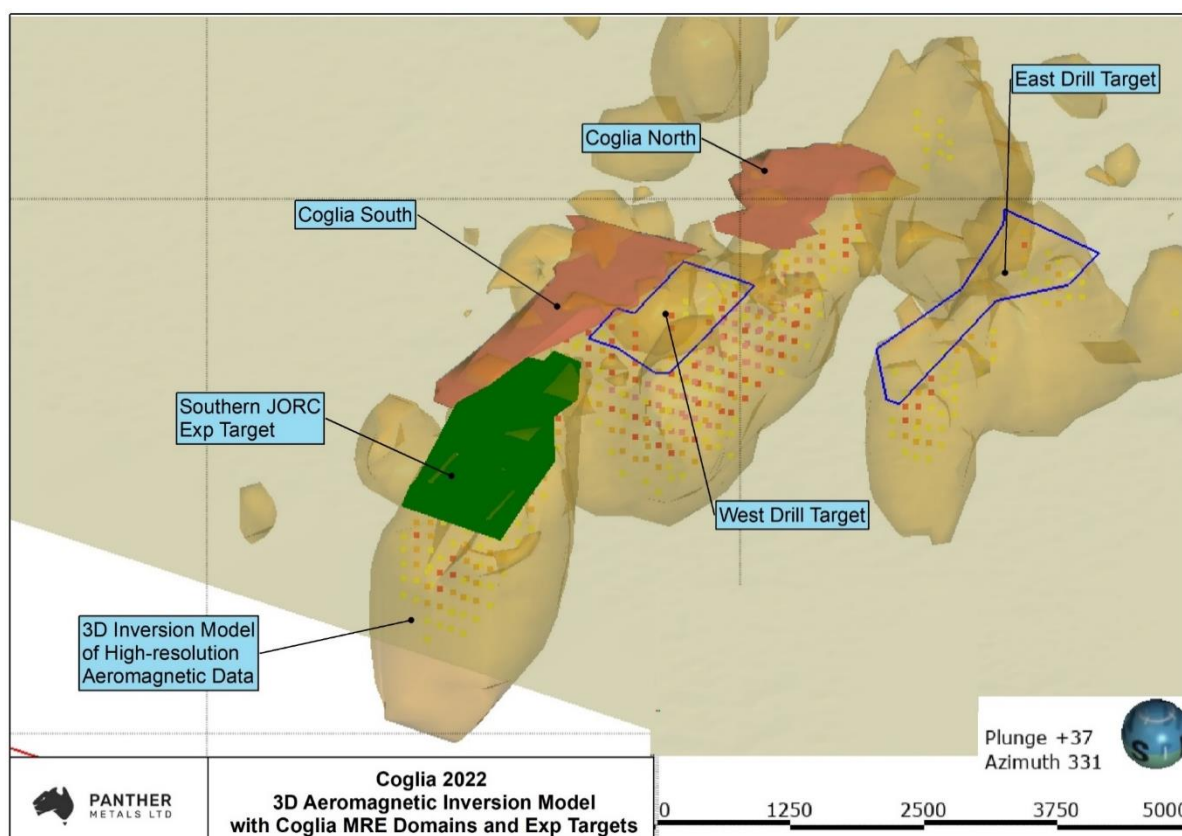 East Drill Target
Coglia North
Coglia South
Southern JORC
Exp Target
West Drill Target
3D Inversion Model
of High-resolution
Aeromagnetic Data
Plunge +37
Azimuth 331
S
PANTHER
METALS LTD
Coglia 2022
3D Aeromagnetic Inversion Model
with Coglia MRE Domains and Exp Targets
0 1250 2500 3750 5000